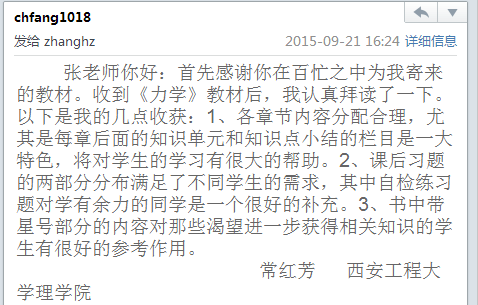 chfang1018
发给 zhanghz
2015-09-21 16:24 详细信息
张老师你好：首先感谢你在百忙之中为我寄来
的教材。收到《力学》教材后，我认真拜读了一下。
以下是我的几点收获：1、各章节内容分配合理，尤
其是每章后面的知识单元和知识点小结的栏目是一大
特色，将对学生的学习有很大的帮助。2、课后习题
的两部分分布满足了不同学生的需求，其中自检练习
题对学有余力的同学是一个很好的补充。3、书中带
星号部分的内容对那些渴望进一步获得相关知识的学
生有很好的参考作用。
常红芳 西安工程大
学理学院